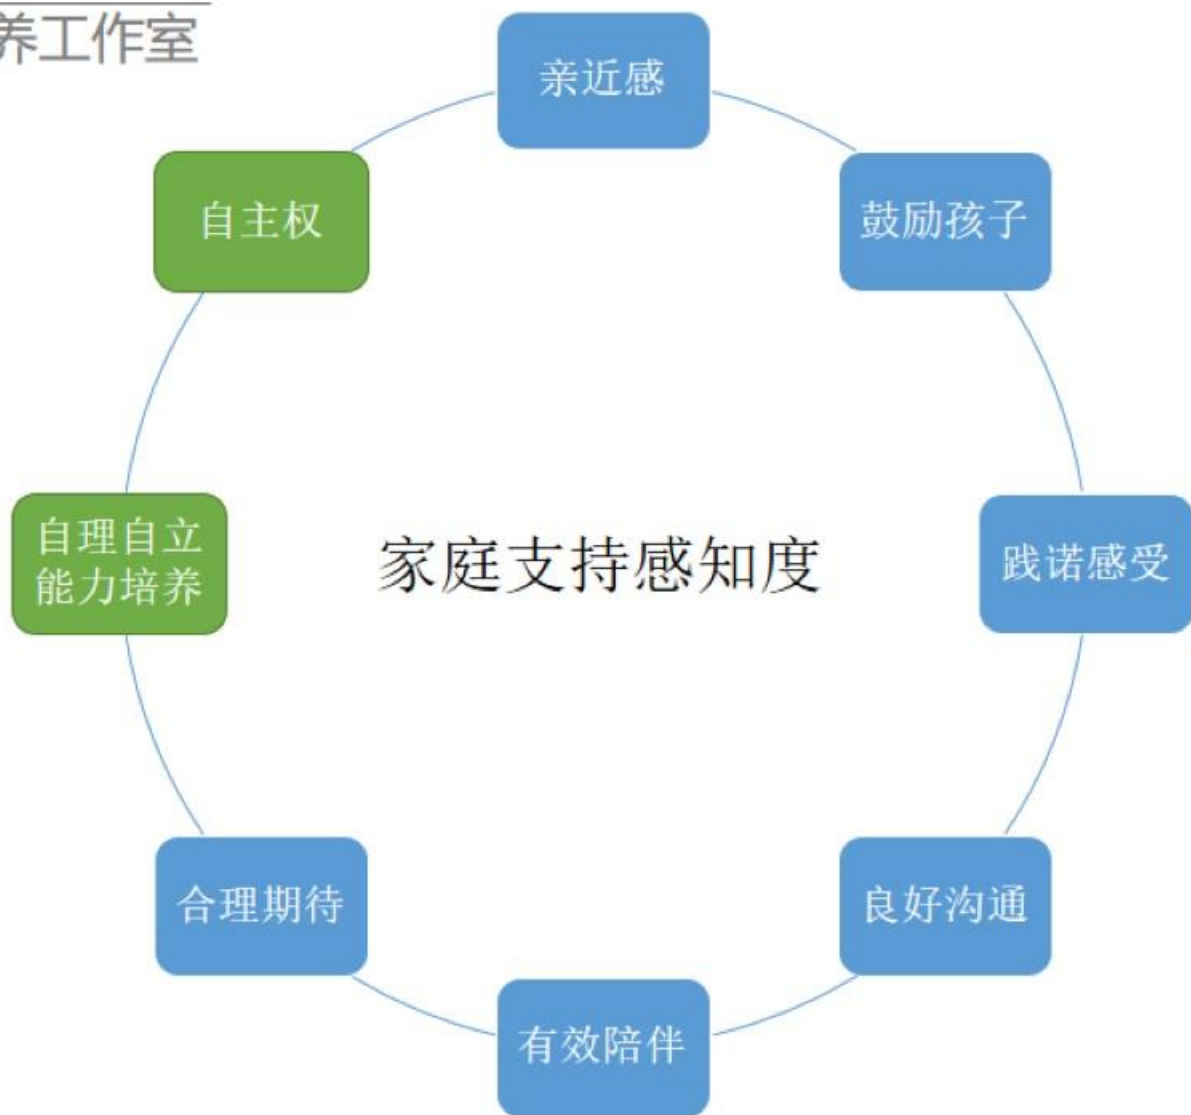 养工作室
亲近感
鼓励孩子
践诺感受
良好沟通
有效陪伴
合理期待
自理自立
能力培养
自主权
家庭支持感知度